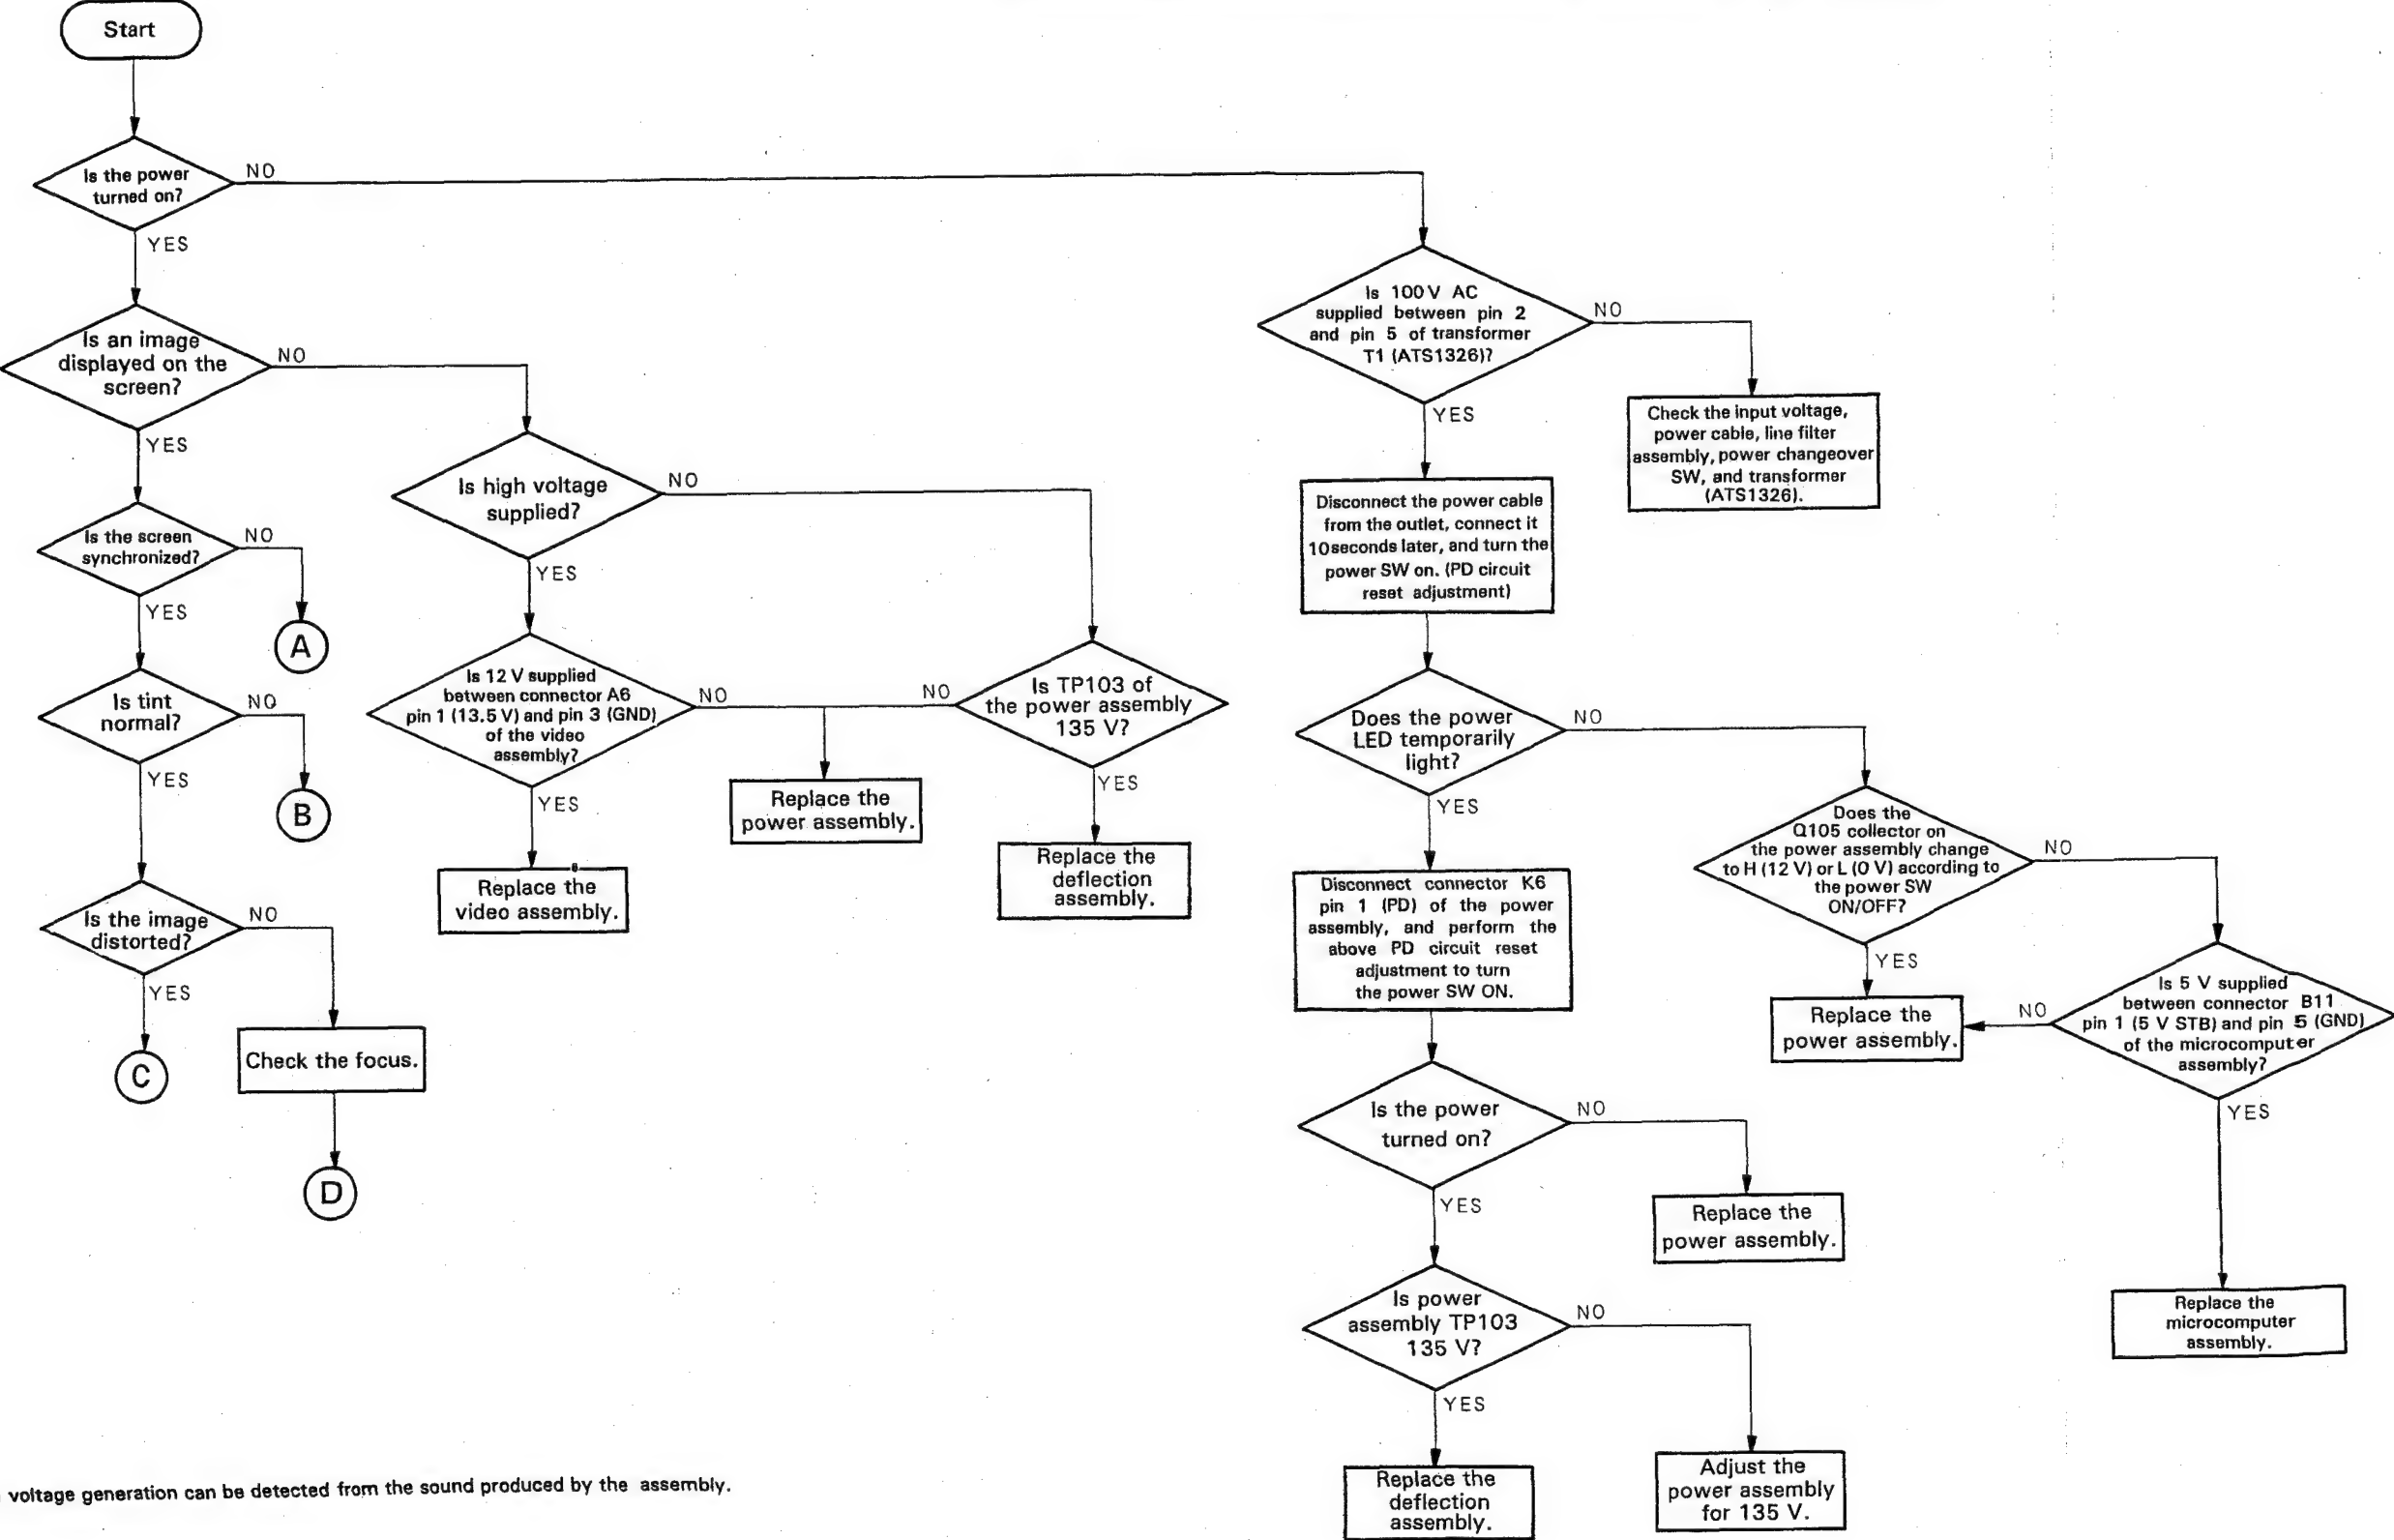 Start
Is the power
turned on?
NO
YES
Is an image
displayed on the
screen?
NO
YES
Is the screen
synchronized?
NO
YES
A
Is tint
normal?
NO
YES
B
Is the image
distorted?
NO
YES
C
Check the focus.
D
Is high voltage
supplied?
NO
YES
Is 12 V supplied
between connector A6
pin 1 (13.5 V) and pin 3 (GND)
of the video
assembly?
NO
YES
Replace the
video assembly.
Replace the
power assembly.
NO
Is TP103 of
the power assembly
135 V?
YES
Replace the
deflection
assembly.
Is 100 V AC
supplied between pin 2
and pin 5 of transformer
T1 (ATS1326)?
NO
YES
Check the input voltage,
power cable, line filter
assembly, power changeover
SW, and transformer
(ATS1326).
Disconnect the power cable
from the outlet, connect it
10seconds later, and turn the
power SW on. (PD circuit
reset adjustment)
Does the power
LED temporarily
light?
NO
YES
Disconnect connector K6
pin 1 (PD) of the power
assembly, and perform the
above PD circuit reset
adjustment to turn
the power SW ON.
Does the
Q105 collector on
the power assembly change
to H (12 V) or L (0 V) according to
the power SW
ON/OFF?
NO
YES
Replace the
power assembly.
NO
Is 5 V supplied
between connector B11
pin 1 (5 V STB) and pin 5 (GND)
of the microcomputer
assembly?
YES
Replace the
microcomputer
assembly.
Is the power
turned on?
NO
YES
Replace the
power assembly.
Is power
assembly TP103
135 V?
NO
YES
Replace the
deflection
assembly.
Adjust the
power assembly
for 135 V.
voltage generation can be detected from the sound produced by the assembly.